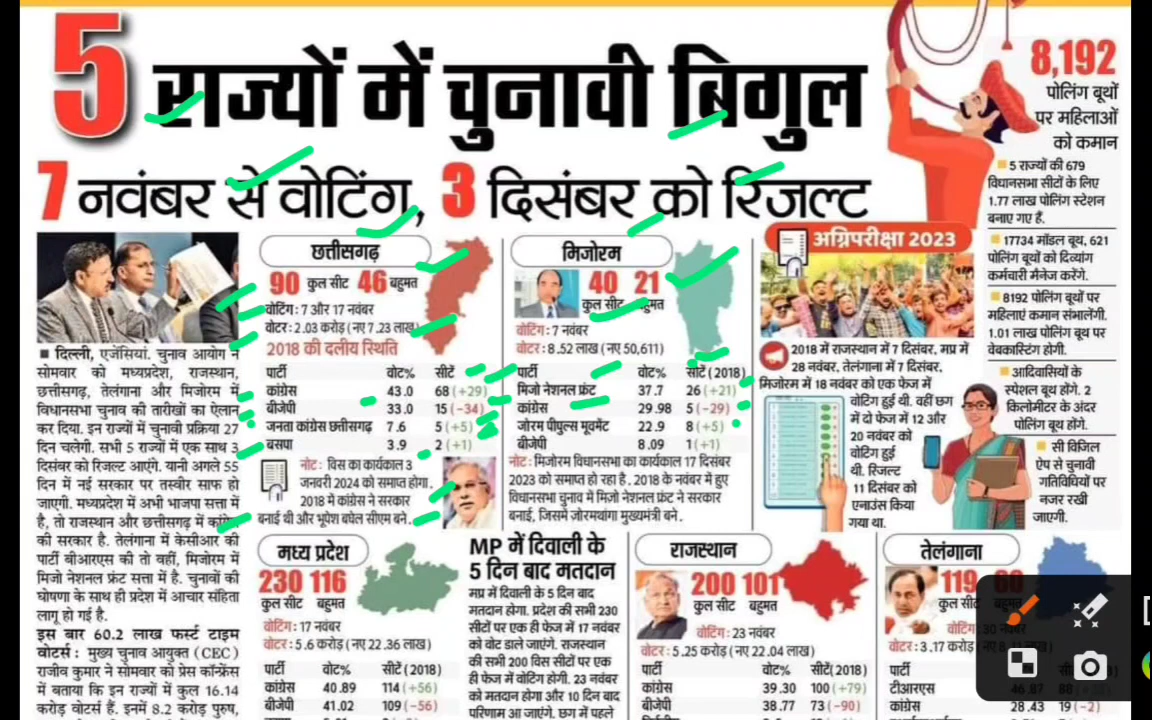 5 राज्यों में चुनावी बिगुल
7 नवंबर से वोटिंग, 3 दिसंबर को रिजल्ट
8,192
पोलिंग बूथों
पर महिलाओं
को कमान
5 राज्यों की 679
विधानसभा सीटों के लिए
1.77 लाख पोलिंग स्टेशन
बनाए गए हैं.
17734 मॉडल बूथ, 621
पोलिंग बूथों को दिव्यांग
कर्मचारी मैनेज करेंगे.
8192 पोलिंग बूथों पर
महिलाएं कमान संभालेंगी.
1.01 लाख पोलिंग बूथ पर
वेबकास्टिंग होगी.
आदिवासियों के
स्पेशल बूथ होंगे. 2
किलोमीटर के अंदर
पोलिंग बूथ होंगे.
सी विजिल
ऐप से चुनावी
गतिविधियों पर
नजर रखी
जाएगी.
■ दिल्ली, एजेंसियां. चुनाव आयोग ने
सोमवार को मध्यप्रदेश, राजस्थान,
छत्तीसगढ़, तेलंगाना और मिजोरम में
विधानसभा चुनाव की तारीखों का ऐलान
कर दिया. इन राज्यों में चुनावी प्रक्रिया 27
दिन चलेगी. सभी 5 राज्यों में एक साथ 3
दिसंबर को रिजल्ट आएंगे. यानी अगले 55
दिन में नई सरकार पर तस्वीर साफ हो
जाएगी. मध्यप्रदेश में अभी भाजपा सत्ता में
है, तो राजस्थान और छत्तीसगढ़ में कांग्रेस
की सरकार है. तेलंगाना में केसीआर की
पार्टी बीआरएस की तो वहीं, मिजोरम में
मिजो नेशनल फ्रंट सत्ता में है. चुनावों की
घोषणा के साथ ही प्रदेश में आचार संहिता
लागू हो गई है.
इस बार 60.2 लाख फर्स्ट टाइम
वोटर्स : मुख्य चुनाव आयुक्त (CEC)
राजीव कुमार ने सोमवार को प्रेस कॉन्फ्रेंस
में बताया कि इन राज्यों में कुल 16.14
करोड़ वोटर्स हैं. इनमें 8.2 करोड़ पुरुष,
छत्तीसगढ़
90 कुल सीट 46 बहुमत
वोटिंग : 7 और 17 नवंबर
वोटर : 2.03 करोड़ (नए 7.23 लाख)
2018 की दलीय स्थिति
पार्टी वोट% सीटें
कांग्रेस 43.0 68 (+29)
बीजेपी 33.0 15 (-34)
जनता कांग्रेस छत्तीसगढ़ 7.6 5 (+5)
बसपा 3.9 2 (+1)
नोट : विस का कार्यकाल 3
जनवरी 2024 को समाप्त होगा.
2018 में कांग्रेस ने सरकार
बनाई थी और भूपेश बघेल सीएम बने.
मिजोरम
40 21
कुल सीट बहुमत
वोटिंग : 7 नवंबर
वोटर : 8.52 लाख (नए 50,611)
पार्टी वोट% सीटें (2018)
मिजो नेशनल फ्रंट 37.7 26 (+21)
कांग्रेस 29.98 5 (-29)
जोरम पीपुल्स मूवमेंट 22.9 8 (+5)
बीजेपी 8.09 1 (+1)
नोट : मिजोरम विधानसभा का कार्यकाल 17 दिसंबर
2023 को समाप्त हो रहा है. 2018 के नवंबर में हुए
विधानसभा चुनाव में मिजो नेशनल फ्रंट ने सरकार
बनाई, जिसमें जोरमथांगा मुख्यमंत्री बने.
अग्निपरीक्षा 2023
2018 में राजस्थान में 7 दिसंबर, मप्र में
28 नवंबर, तेलंगाना में 7 दिसंबर,
मिजोरम में 18 नवंबर को एक फेज में
वोटिंग हुई थी. वहीं छग
में दो फेज में 12 और
20 नवंबर को
वोटिंग हुई
थी. रिजल्ट
11 दिसंबर को
एनाउंस किया
गया था.
मध्य प्रदेश
230 116
कुल सीट बहुमत
वोटिंग : 17 नवंबर
वोटर : 5.6 करोड़ (नए 22.36 लाख)
पार्टी वोट% सीटें (2018)
कांग्रेस 40.89 114 (+56)
बीजेपी 41.02 109 (-56)
MP में दिवाली के
5 दिन बाद मतदान
मप्र में दिवाली के 5 दिन बाद
मतदान होगा. प्रदेश की सभी 230
सीटों पर एक ही फेज में 17 नवंबर
को वोट डाले जाएंगे. राजस्थान
की सभी 200 विस सीटों पर एक
ही फेज में वोटिंग होगी. 23 नवंबर
को मतदान होगा और 10 दिन बाद
परिणाम आ जाएंगे. छग में पहले
राजस्थान
200 101
कुल सीट बहुमत
वोटिंग : 23 नवंबर
वोटर : 5.25 करोड़ (नए 22.04 लाख)
पार्टी वोट% सीटें (2018)
कांग्रेस 39.30 100 (+79)
बीजेपी 38.77 73 (-90)
तेलंगाना
119 60
कुल सीट बहुमत
वोटिंग : 30 नवंबर
वोटर : 3.17 करोड़
पार्टी
टीआरएस 46.87 88
कांग्रेस 28.43 19 (-2)